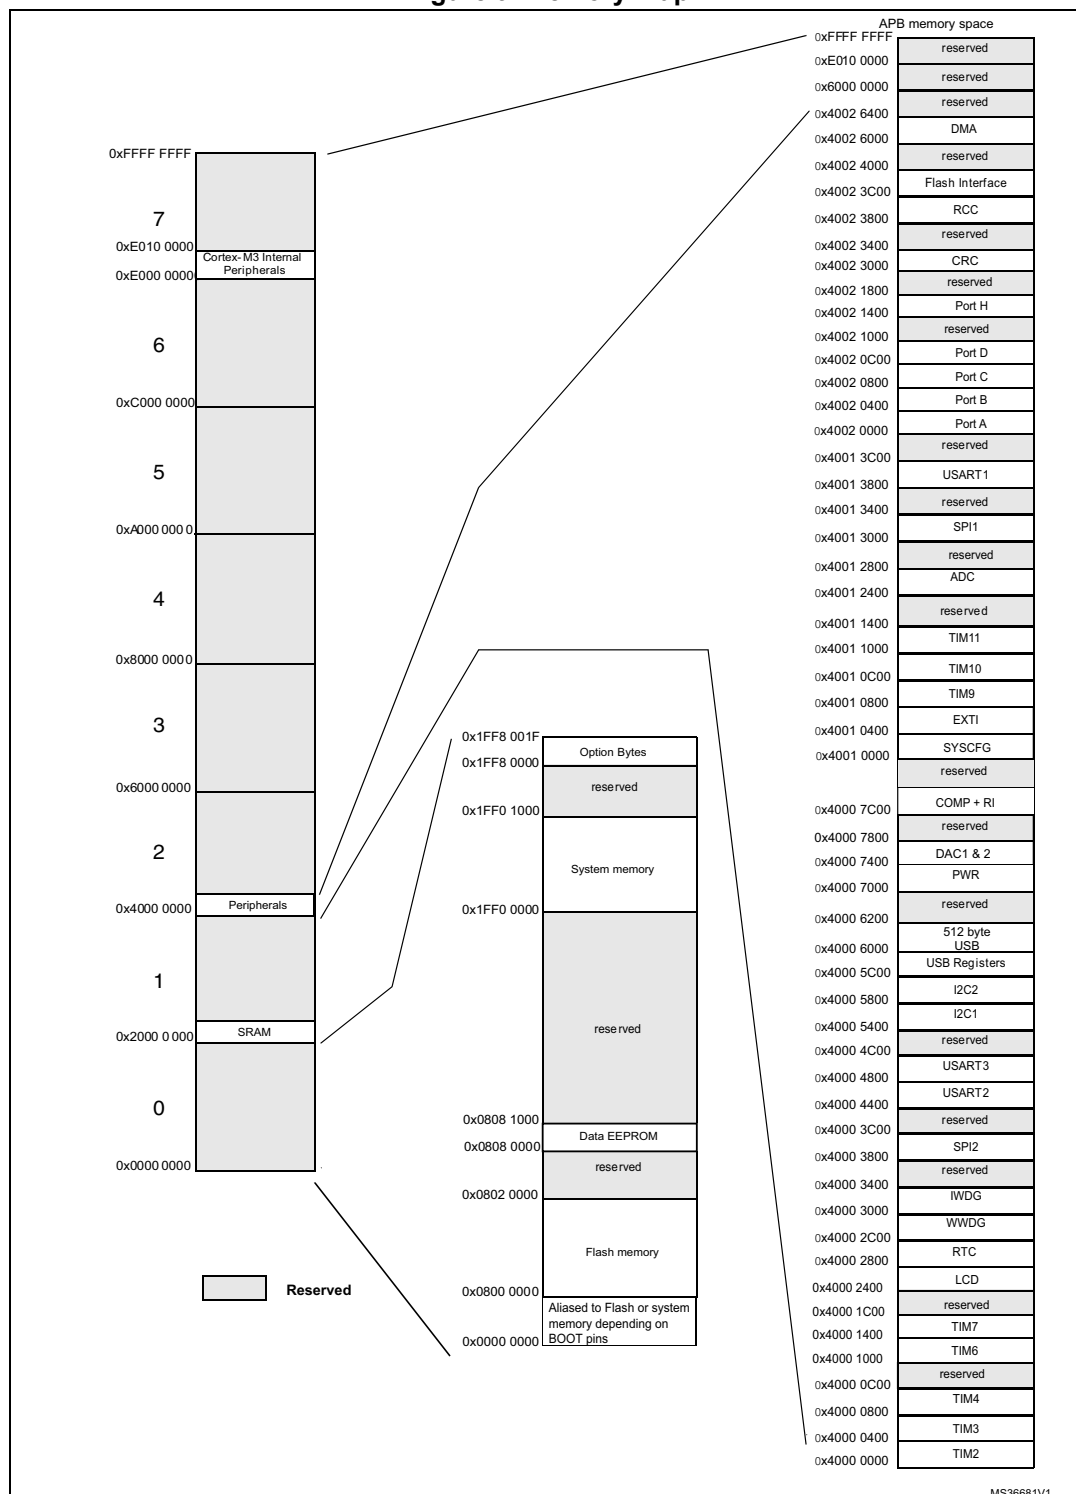 APB memory space
0xFFFF FFFF
reserved
0xE010 0000
reserved
0x6000 0000
reserved
0x4002 6400
DMA
0x4002 6000
reserved
0x4002 4000
Flash Interface
0x4002 3C00
RCC
0x4002 3800
reserved
0x4002 3400
CRC
0x4002 3000
reserved
0x4002 1800
Port H
0x4002 1400
reserved
0x4002 1000
Port D
0x4002 0C00
Port C
0x4002 0800
Port B
0x4002 0400
Port A
0x4002 0000
reserved
0x4001 3C00
USART1
0x4001 3800
reserved
0x4001 3400
SPI1
0x4001 3000
reserved
0x4001 2800
ADC
0x4001 2400
reserved
0x4001 1400
TIM11
0x4001 1000
TIM10
0x4001 0C00
TIM9
0x4001 0800
EXTI
0x4001 0400
SYSCFG
0x4001 0000
reserved
COMP + RI
0x4000 7C00
reserved
0x4000 7800
DAC1 & 2
0x4000 7400
PWR
0x4000 7000
reserved
0x4000 6200
512 byte
USB
0x4000 6000
USB Registers
0x4000 5C00
I2C2
0x4000 5800
I2C1
0x4000 5400
reserved
0x4000 4C00
USART3
0x4000 4800
USART2
0x4000 4400
reserved
0x4000 3C00
SPI2
0x4000 3800
reserved
0x4000 3400
IWDG
0x4000 3000
WWDG
0x4000 2C00
RTC
0x4000 2800
LCD
0x4000 2400
reserved
0x4000 1C00
TIM7
0x4000 1400
TIM6
0x4000 1000
reserved
0x4000 0C00
TIM4
0x4000 0800
TIM3
0x4000 0400
TIM2
0x4000 0000
0xFFFF FFFF
7
0xE010 0000
Cortex-M3 Internal
Peripherals
0xE000 0000
6
0xC000 0000
5
0xA000 0000
4
0x8000 0000
3
0x6000 0000
2
0x4000 0000
Peripherals
1
0x2000 0000
SRAM
0
0x0000 0000
0x1FF8 001F
Option Bytes
0x1FF8 0000
reserved
0x1FF0 1000
System memory
0x1FF0 0000
reserved
0x0808 1000
Data EEPROM
0x0808 0000
reserved
0x0802 0000
Flash memory
0x0800 0000
Aliased to Flash or system
memory depending on
BOOT pins
0x0000 0000
Reserved
MS36681V1